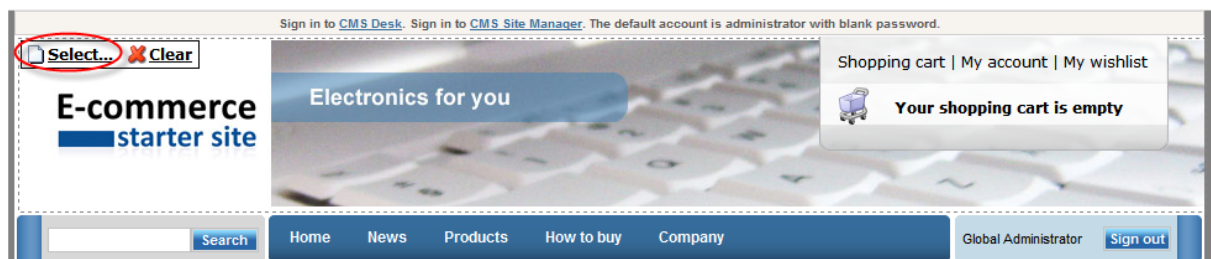 Sign in to CMS Desk. Sign in to CMS Site Manager. The default account is administrator with blank password.
Select... Clear
Shopping cart | My account | My wishlist
E-commerce
starter site
Electronics for you
Your shopping cart is empty
Search
Home News Products How to buy Company
Global Administrator Sign out